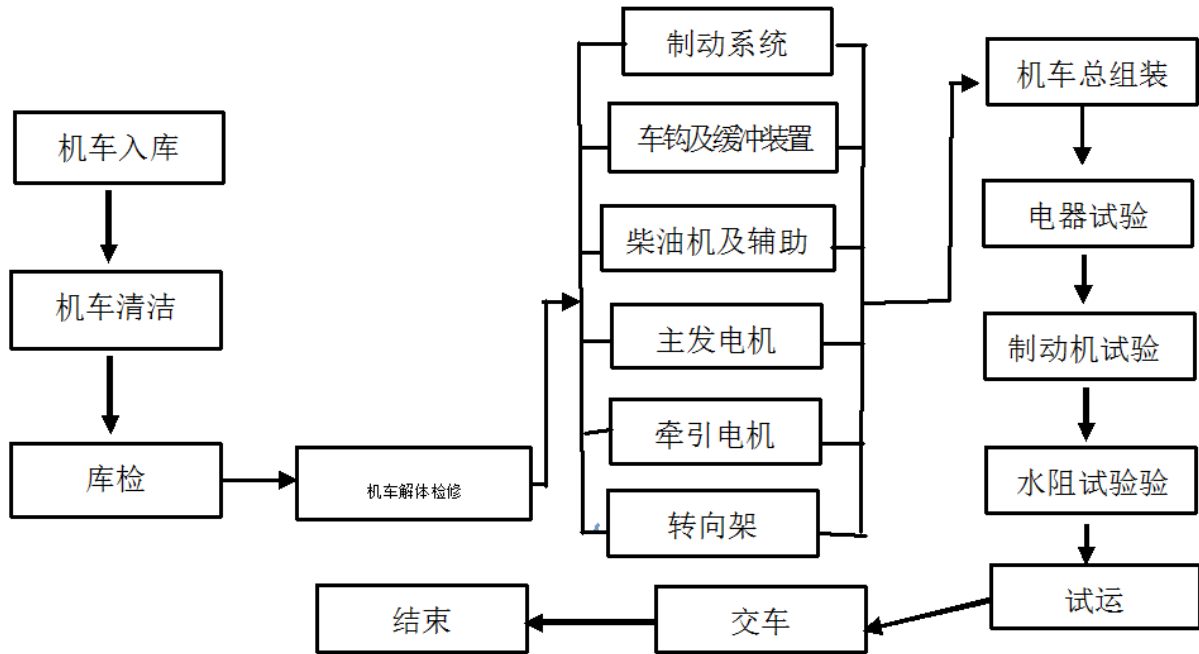 机车入库
机车清洁
库检
机车解体检修
制动系统
车钩及缓冲装置
柴油机及辅助
主发电机
牵引电机
转向架
机车总组装
电器试验
制动机试验
水阻试验验
试运
交车
结束